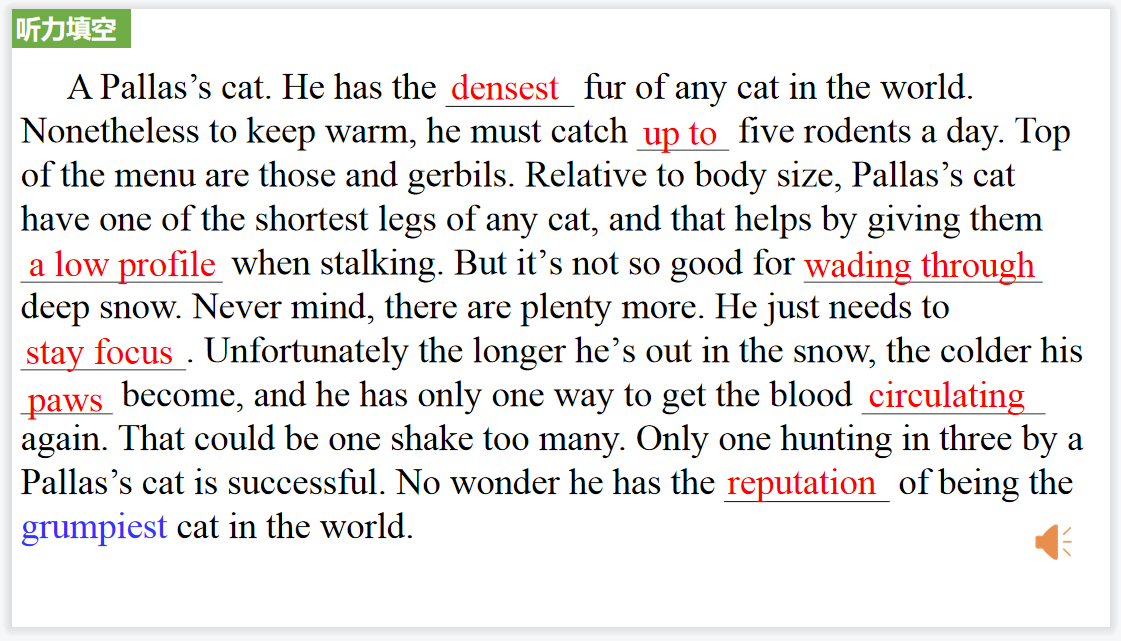 听力填空
A Pallas’s cat. He has the densest fur of any cat in the world.
Nonetheless to keep warm, he must catch up to five rodents a day. Top
of the menu are those and gerbils. Relative to body size, Pallas’s cat
have one of the shortest legs of any cat, and that helps by giving them
a low profile when stalking. But it’s not so good for wading through
deep snow. Never mind, there are plenty more. He just needs to
stay focus. Unfortunately the longer he’s out in the snow, the colder his
paws become, and he has only one way to get the blood circulating
again. That could be one shake too many. Only one hunting in three by a
Pallas’s cat is successful. No wonder he has the reputation of being the
grumpiest cat in the world.